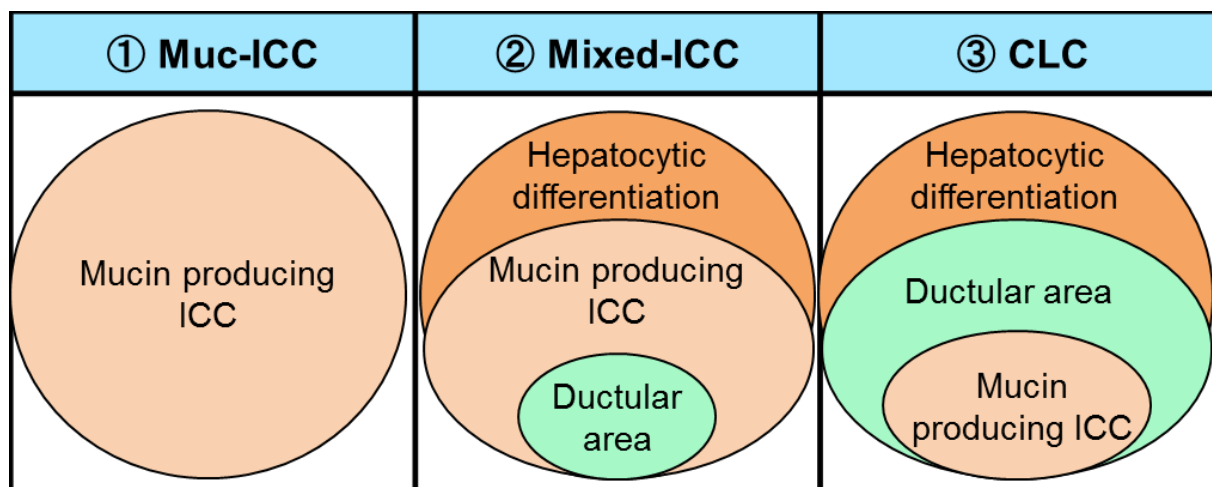 ① Muc-ICC
② Mixed-ICC
③ CLC
Mucin producing
ICC
Hepatocytic
differentiation
Mucin producing
ICC
Ductular
area
Hepatocytic
differentiation
Ductular area
Mucin
producing ICC